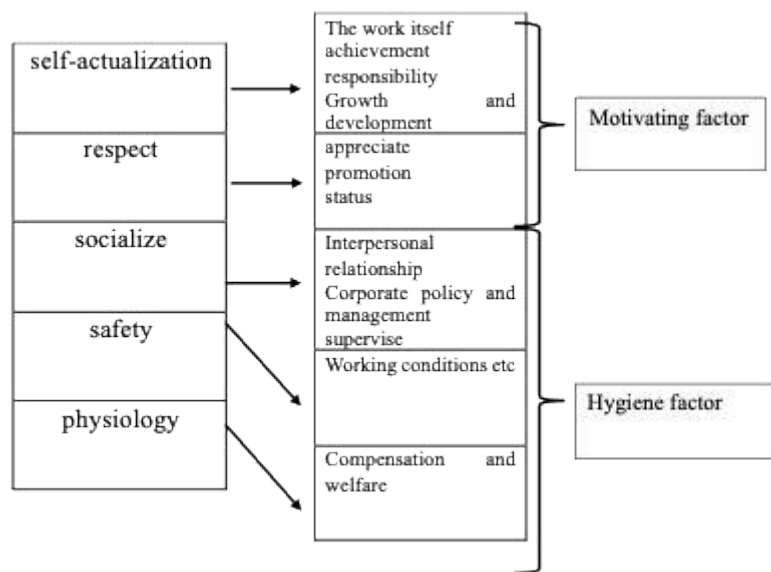 self-actualization
respect
socialize
safety
physiology
The work itself
achievement
responsibility
Growth and
development
appreciate
promotion
status
Interpersonal
relationship
Corporate policy and
management
supervise
Working conditions etc
Compensation and
welfare
Motivating factor
Hygiene factor